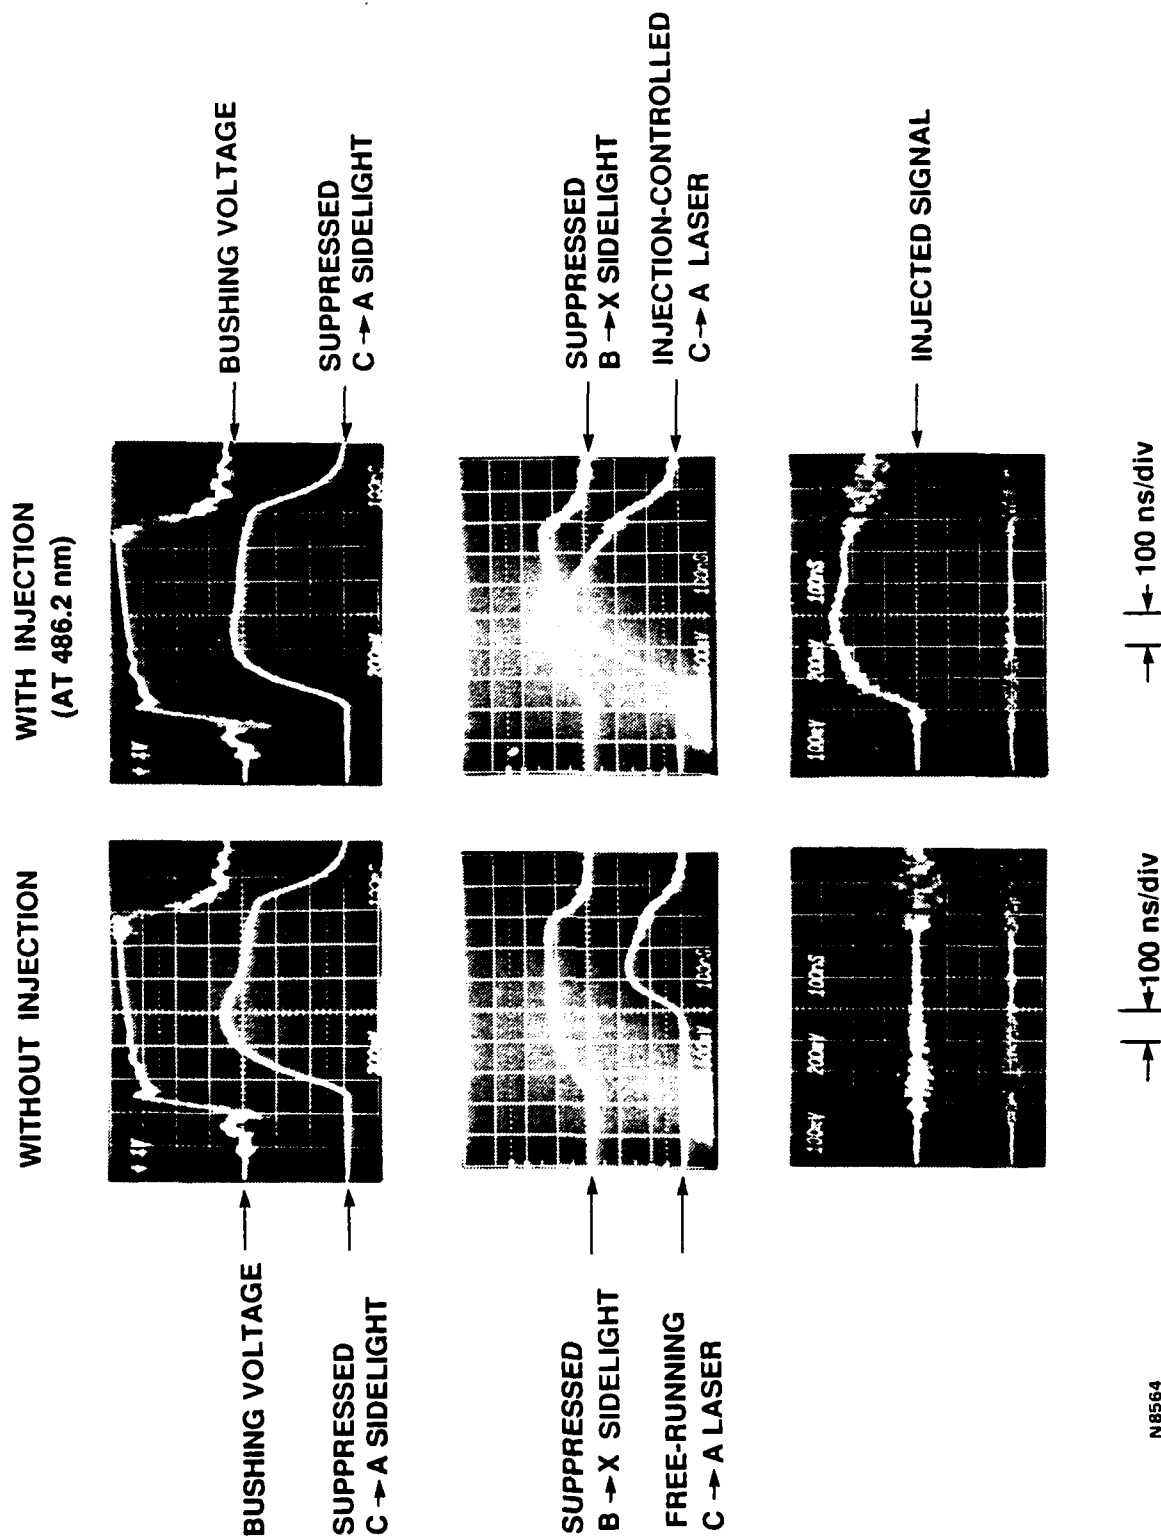 WITHOUT INJECTION
WITH INJECTION
(AT 486.2 nm)
BUSHING VOLTAGE
SUPPRESSED
C → A SIDELIGHT
BUSHING VOLTAGE
SUPPRESSED
C → A SIDELIGHT
SUPPRESSED
B → X SIDELIGHT
FREE-RUNNING
C → A LASER
SUPPRESSED
B → X SIDELIGHT
INJECTION-CONTROLLED
C → A LASER
100mV 200mV 100nS
100mV 200mV 100nS
INJECTED SIGNAL
100 ns/div
100 ns/div
N8564